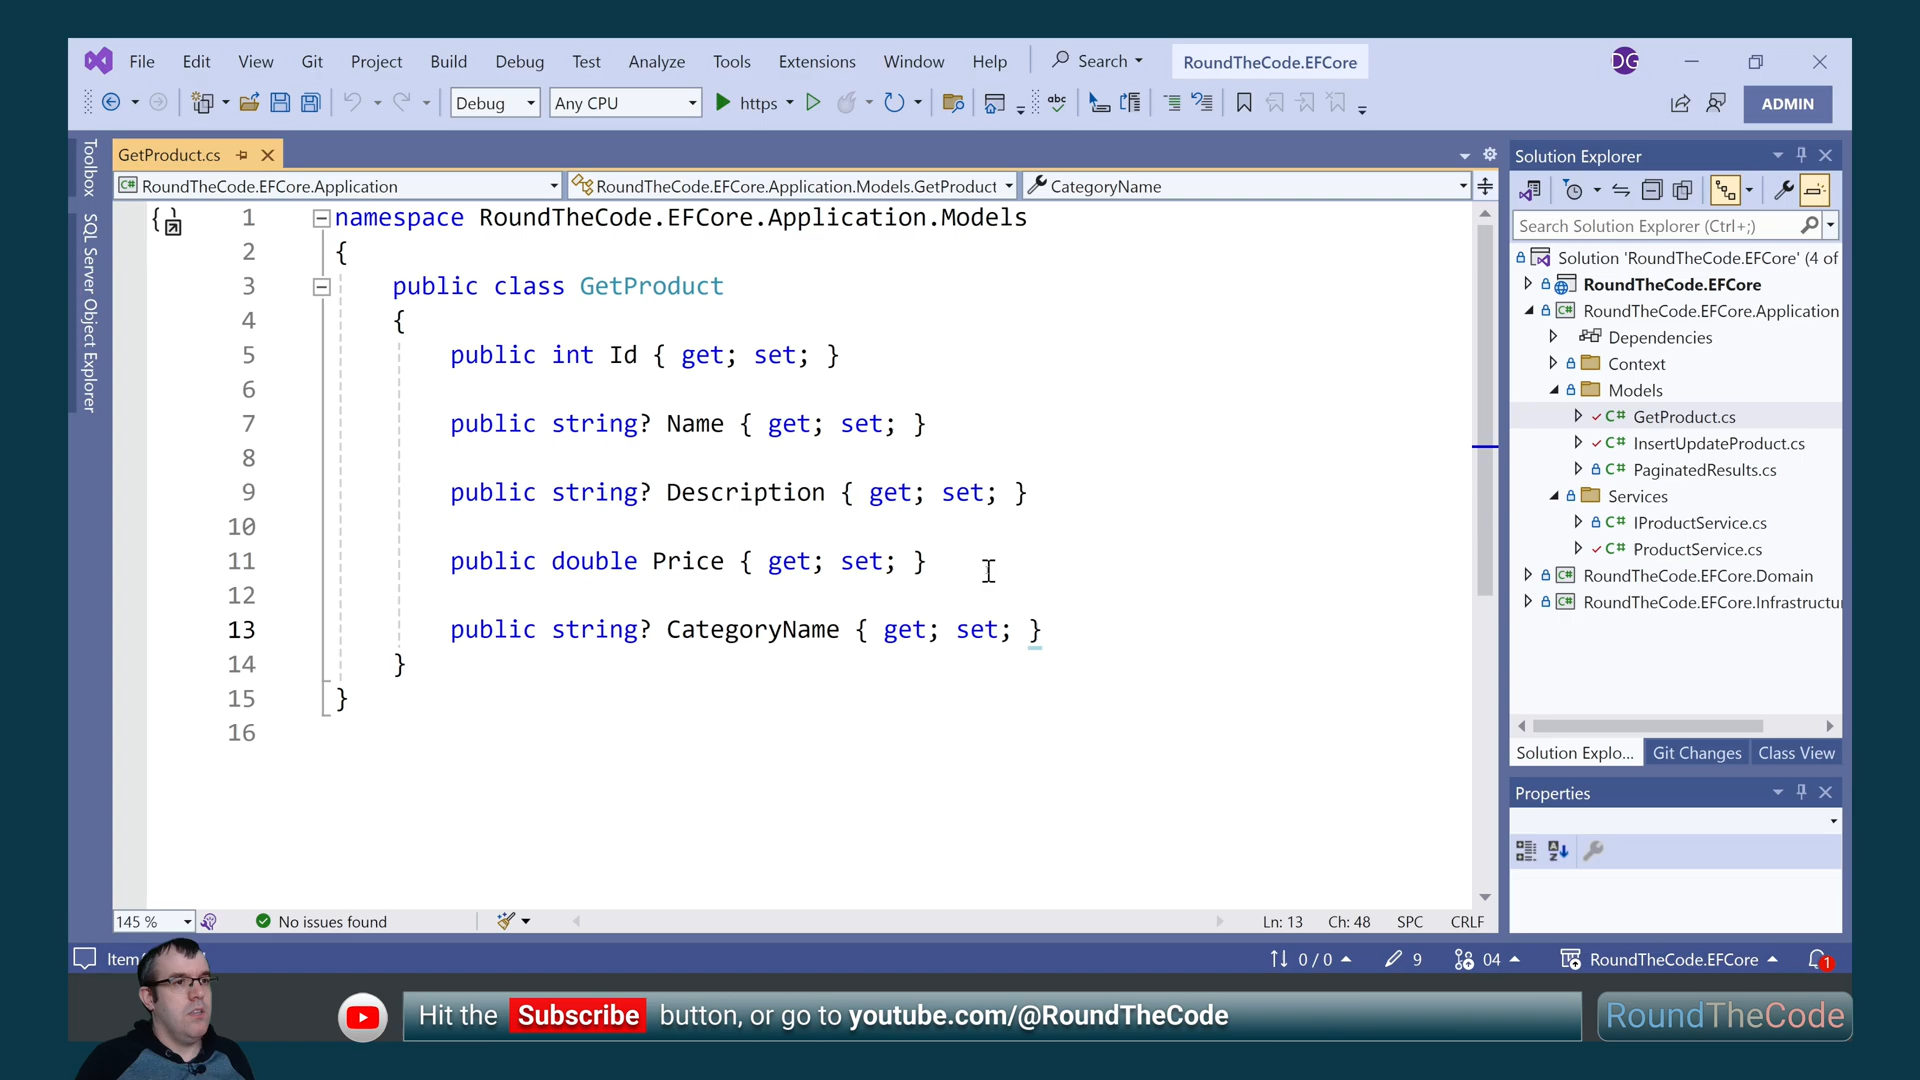 File Edit View Git Project Build Debug Test Analyze Tools Extensions Window Help Search RoundTheCode.EFCore DG
Debug Any CPU https ADMIN
Toolbox
SQL Server Object Explorer
GetProduct.cs
RoundTheCode.EFCore.Application RoundTheCode.EFCore.Application.Models.GetProduct CategoryName
1 namespace RoundTheCode.EFCore.Application.Models
2 {
3 public class GetProduct
4 {
5 public int Id { get; set; }
6
7 public string? Name { get; set; }
8
9 public string? Description { get; set; }
10
11 public double Price { get; set; }
12
13 public string? CategoryName { get; set; }
14 }
15 }
16
145 % No issues found Ln: 13 Ch: 48 SPC CRLF
Solution Explorer
Search Solution Explorer (Ctrl+;)
Solution 'RoundTheCode.EFCore' (4 of
RoundTheCode.EFCore
C# RoundTheCode.EFCore.Application
Dependencies
Context
Models
C# GetProduct.cs
C# InsertUpdateProduct.cs
C# PaginatedResults.cs
Services
C# IProductService.cs
C# ProductService.cs
C# RoundTheCode.EFCore.Domain
C# RoundTheCode.EFCore.Infrastructu
Solution Explo... Git Changes Class View
Properties
Item 0 / 0 9 04 RoundTheCode.EFCore 1
Hit the Subscribe button, or go to youtube.com/@RoundTheCode
RoundTheCode